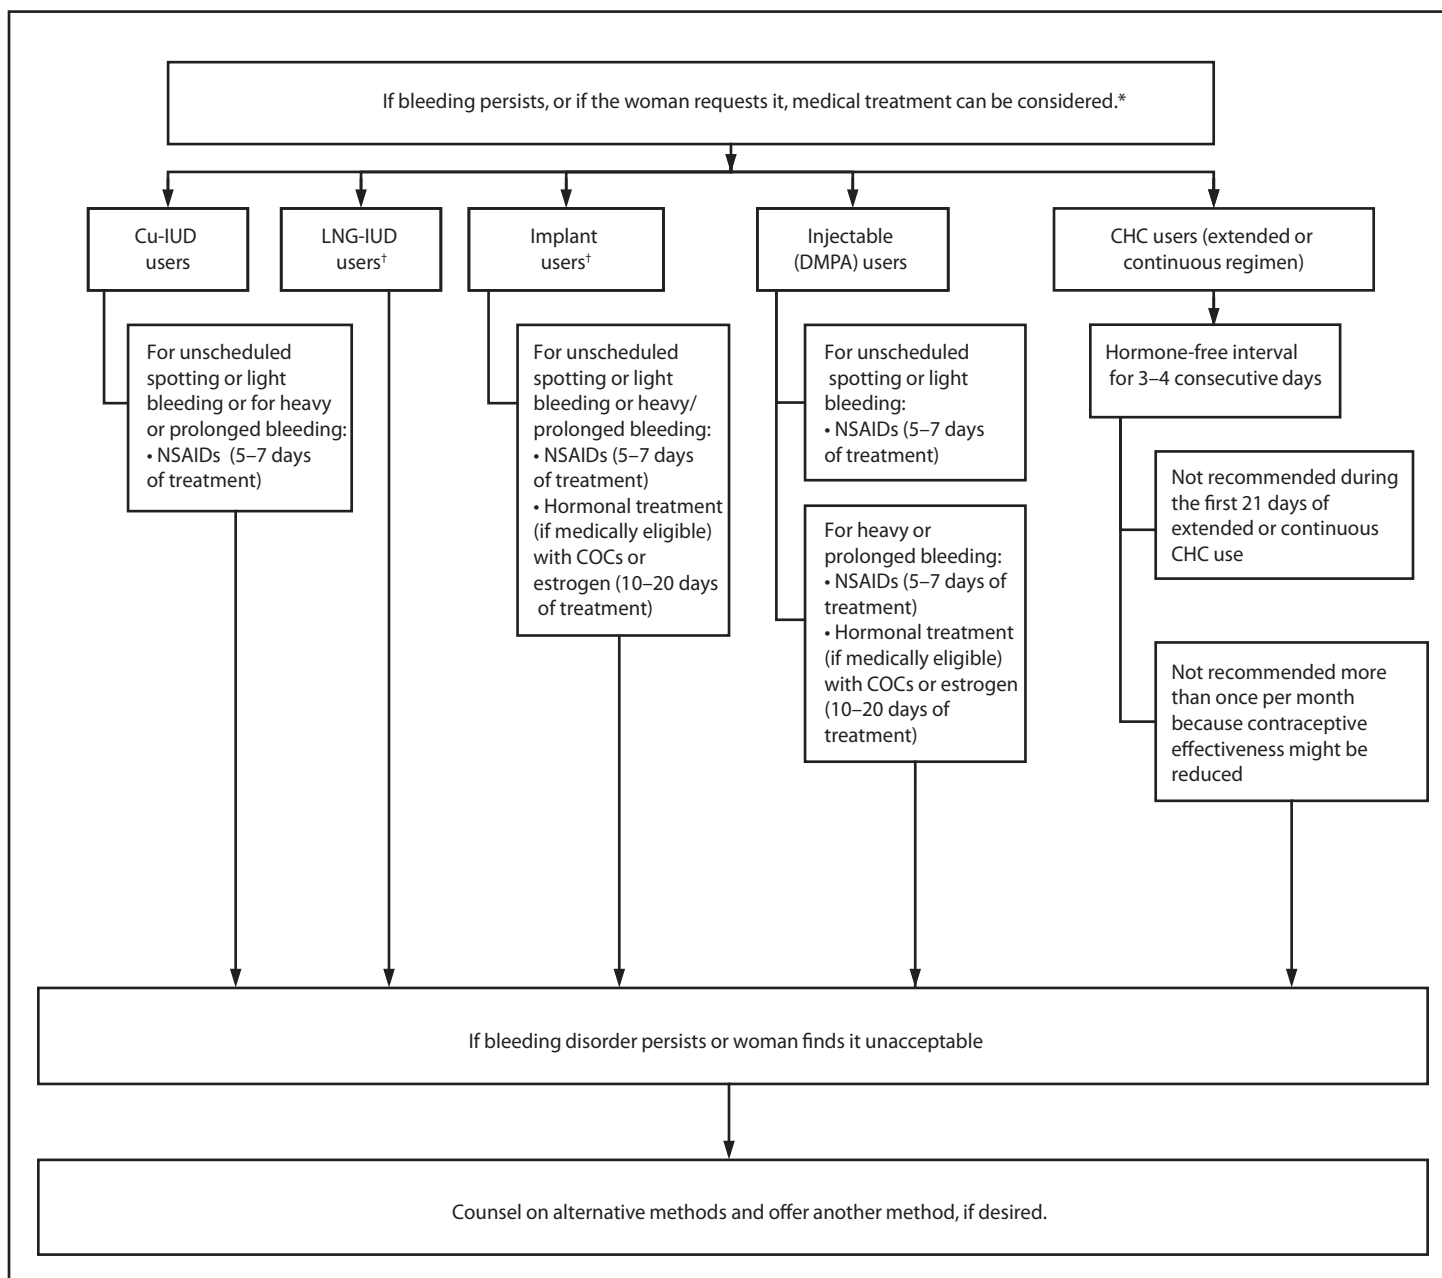 If bleeding persists, or if the woman requests it, medical treatment can be considered.*
Cu-IUD
users
LNG-IUD
users†
Implant
users†
Injectable
(DMPA) users
CHC users (extended or
continuous regimen)
For unscheduled
spotting or light
bleeding or for heavy
or prolonged bleeding:
• NSAIDs (5–7 days
of treatment)
For unscheduled
spotting or light
bleeding or heavy/
prolonged bleeding:
• NSAIDs (5–7 days
of treatment)
• Hormonal treatment
(if medically eligible)
with COCs or
estrogen (10–20 days
of treatment)
For unscheduled
spotting or light
bleeding:
• NSAIDs (5–7 days
of treatment)
For heavy or
prolonged bleeding:
• NSAIDs (5–7 days of
treatment)
• Hormonal treatment
(if medically eligible)
with COCs or estrogen
(10–20 days of
treatment)
Hormone-free interval
for 3–4 consecutive days
Not recommended during
the first 21 days of
extended or continuous
CHC use
Not recommended more
than once per month
because contraceptive
effectiveness might be
reduced
If bleeding disorder persists or woman finds it unacceptable
Counsel on alternative methods and offer another method, if desired.